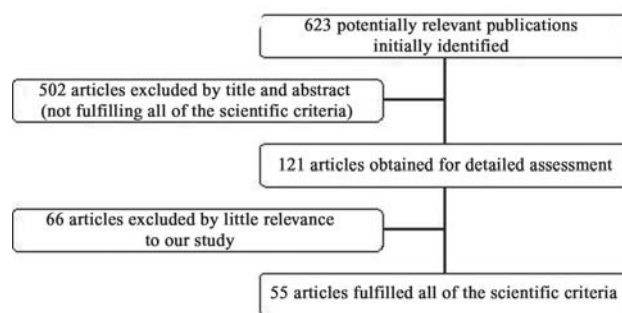 623 potentially relevant publications
initially identified
502 articles excluded by title and abstract
(not fulfilling all of the scientific criteria)
121 articles obtained for detailed assessment
66 articles excluded by little relevance
to our study
55 articles fulfilled all of the scientific criteria